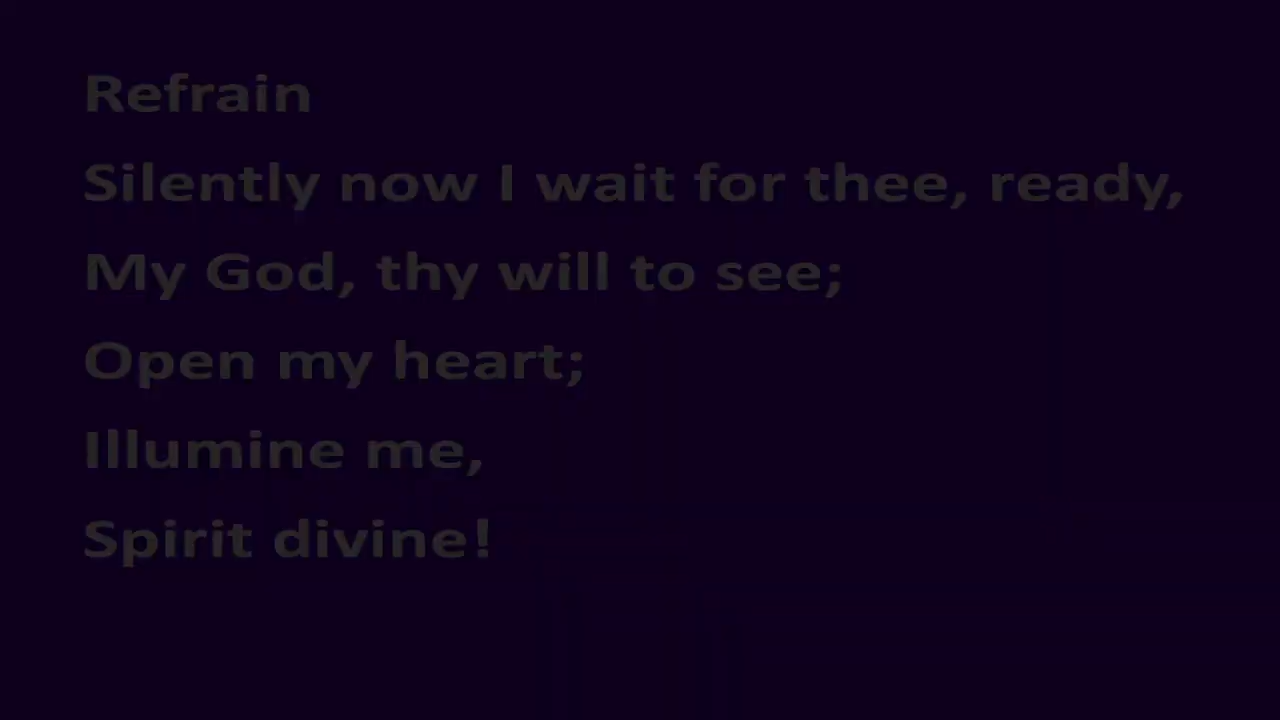 Refrain
Silently now I wait for thee, ready,
My God, thy will to see;
Open my heart;
Illumine me,
Spirit divine!